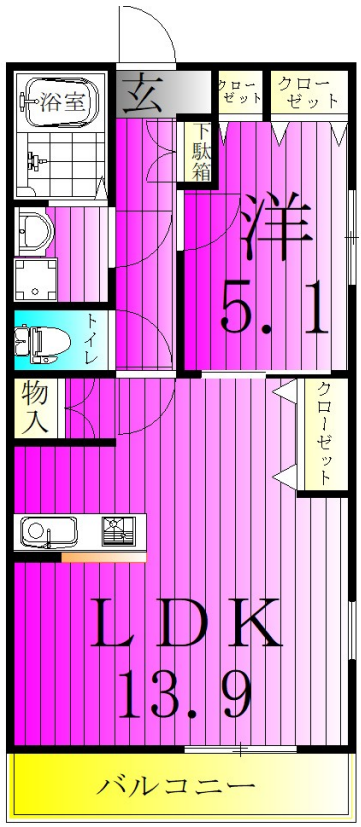 浴室
玄
クローゼット
クローゼット
下駄箱
洋
5.1
トイレ
物入
クローゼット
LDK
13.9
バルコニー